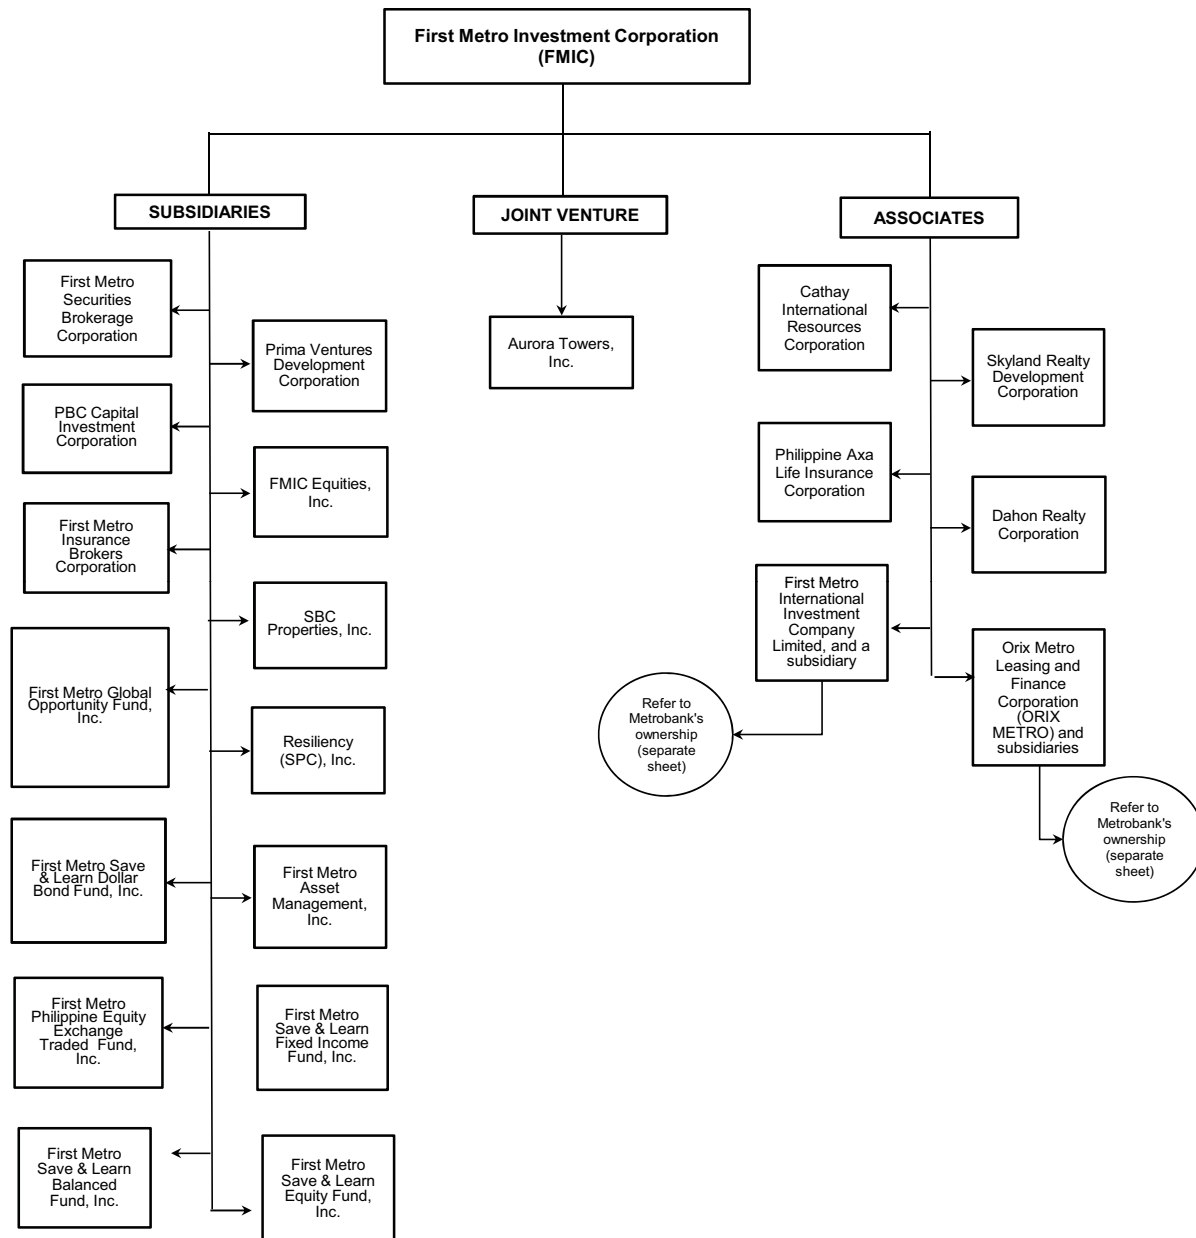 First Metro Investment Corporation
(FMIC)
SUBSIDIARIES
First Metro
Securities
Brokerage
Corporation
Prima Ventures
Development
Corporation
PBC Capital
Investment
Corporation
FMIC Equities,
Inc.
First Metro
Insurance
Brokers
Corporation
SBC
Properties, Inc.
First Metro Global
Opportunity Fund,
Inc.
Resiliency
(SPC), Inc.
First Metro Save
& Learn Dollar
Bond Fund, Inc.
First Metro
Asset
Management,
Inc.
First Metro
Philippine Equity
Exchange
Traded Fund,
Inc.
First Metro
Save & Learn
Fixed Income
Fund, Inc.
First Metro
Save & Learn
Balanced
Fund, Inc.
First Metro
Save & Learn
Equity Fund,
Inc.
JOINT VENTURE
Aurora Towers,
Inc.
ASSOCIATES
Cathay
International
Resources
Corporation
Skyland Realty
Development
Corporation
Philippine Axa
Life Insurance
Corporation
Dahon Realty
Corporation
First Metro
International
Investment
Company
Limited, and a
subsidiary
Refer to
Metrobank's
ownership
(separate
sheet)
Orix Metro
Leasing and
Finance
Corporation
(ORIX
METRO) and
subsidiaries
Refer to
Metrobank's
ownership
(separate
sheet)